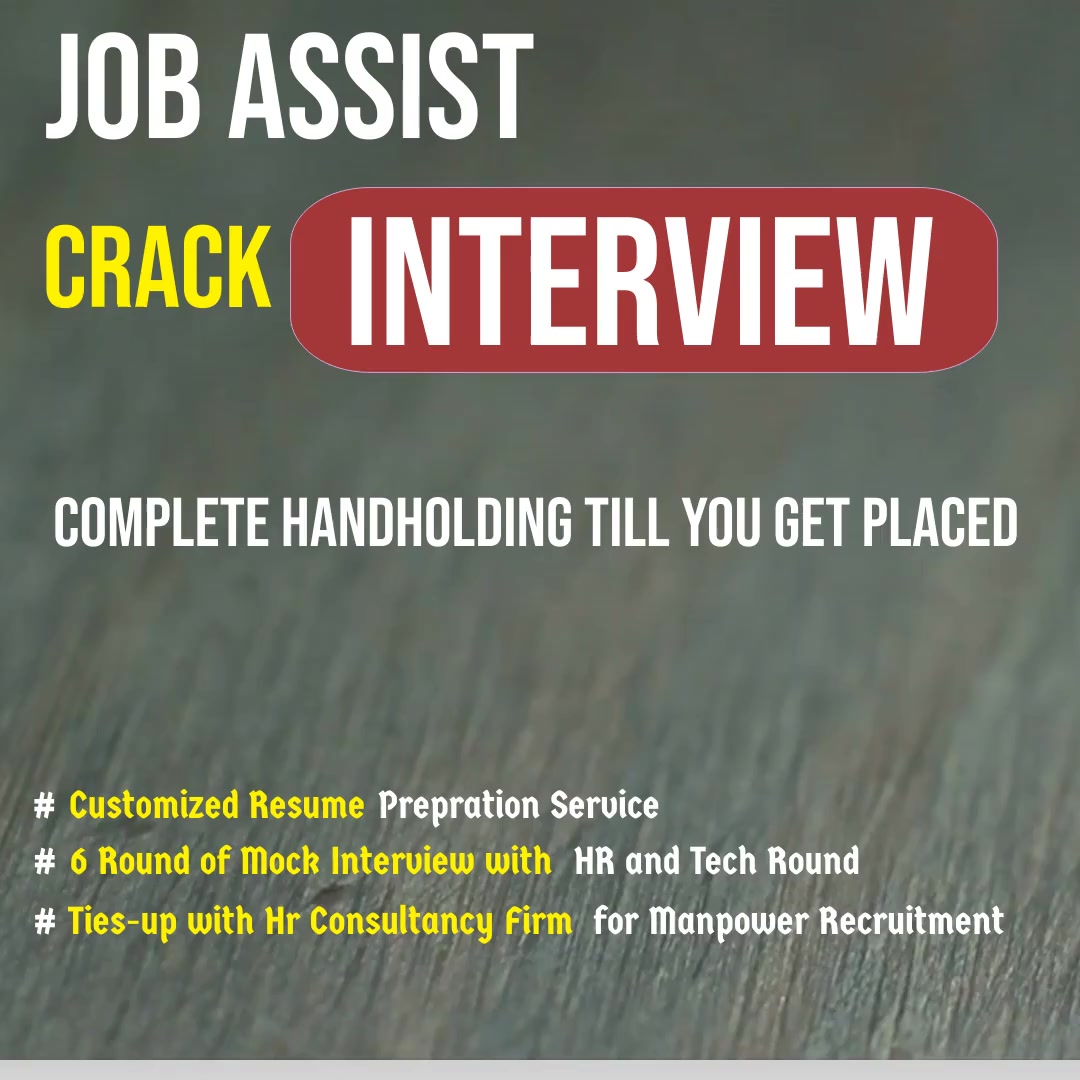 JOB ASSIST
CRACK INTERVIEW
COMPLETE HANDHOLDING TILL YOU GET PLACED
# Customized Resume Prepration Service
# 6 Round of Mock Interview with HR and Tech Round
# Ties-up with Hr Consultancy Firm for Manpower Recruitment